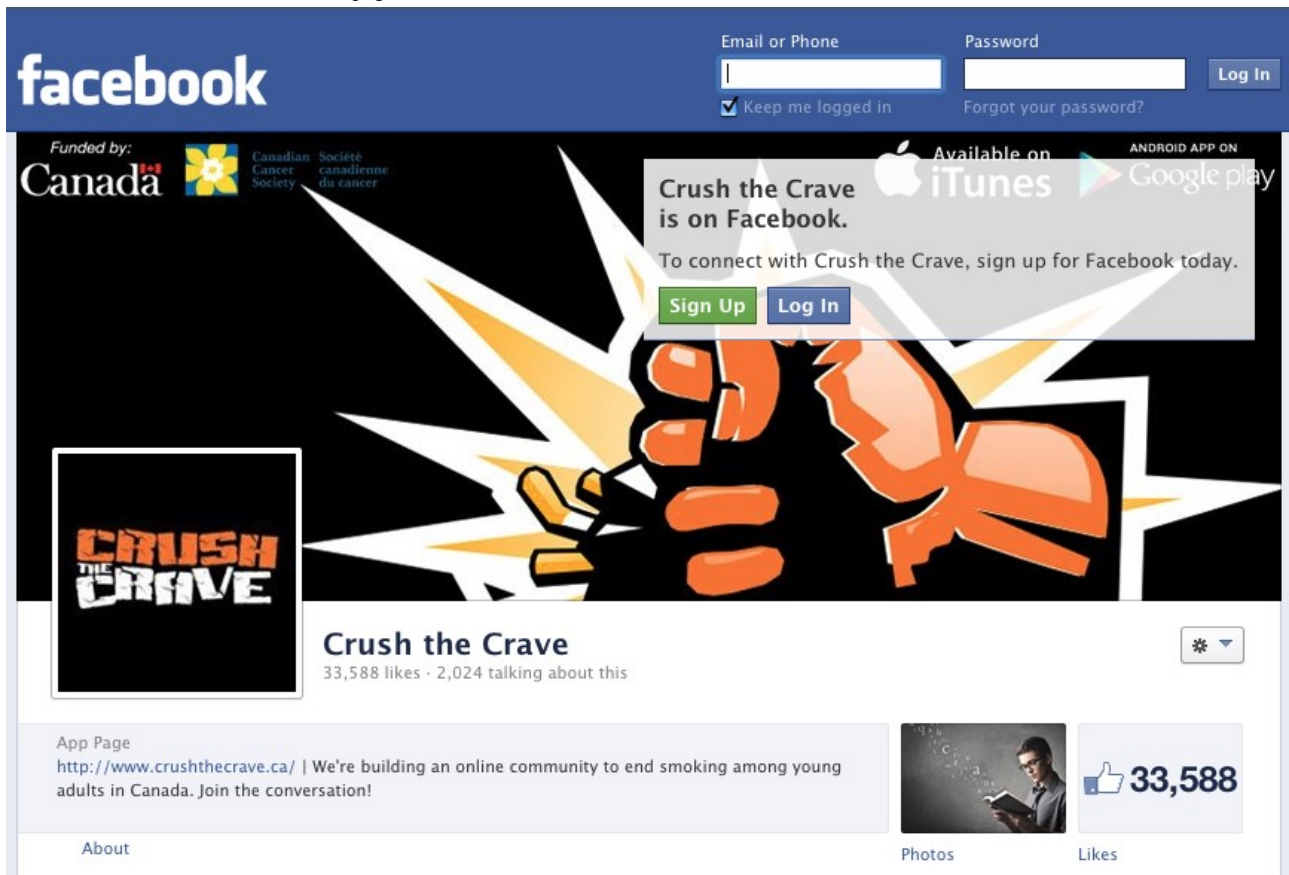 facebook
Email or Phone
Password
Log In
Keep me logged in
Forgot your password?
Funded by:
Canada
Canadian Société
Cancer canadienne
Society du cancer
Available on
iTunes
ANDROID APP ON
Google play
Crush the Crave
is on Facebook.
To connect with Crush the Crave, sign up for Facebook today.
Sign Up
Log In
CRUSH
THE
CRAVE
Crush the Crave
33,588 likes · 2,024 talking about this
App Page
http://www.crushthecrave.ca/ | We're building an online community to end smoking among young
adults in Canada. Join the conversation!
33,588
About
Photos
Likes